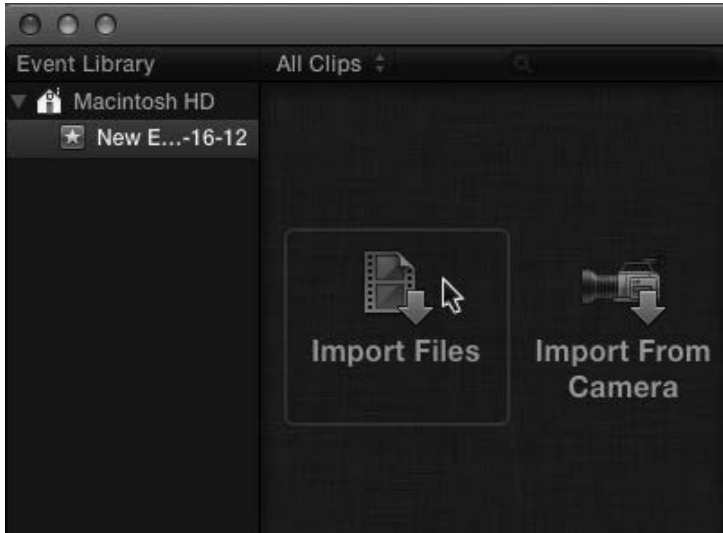 Event Library
All Clips
Macintosh HD
New E...-16-12
Import Files
Import From
Camera